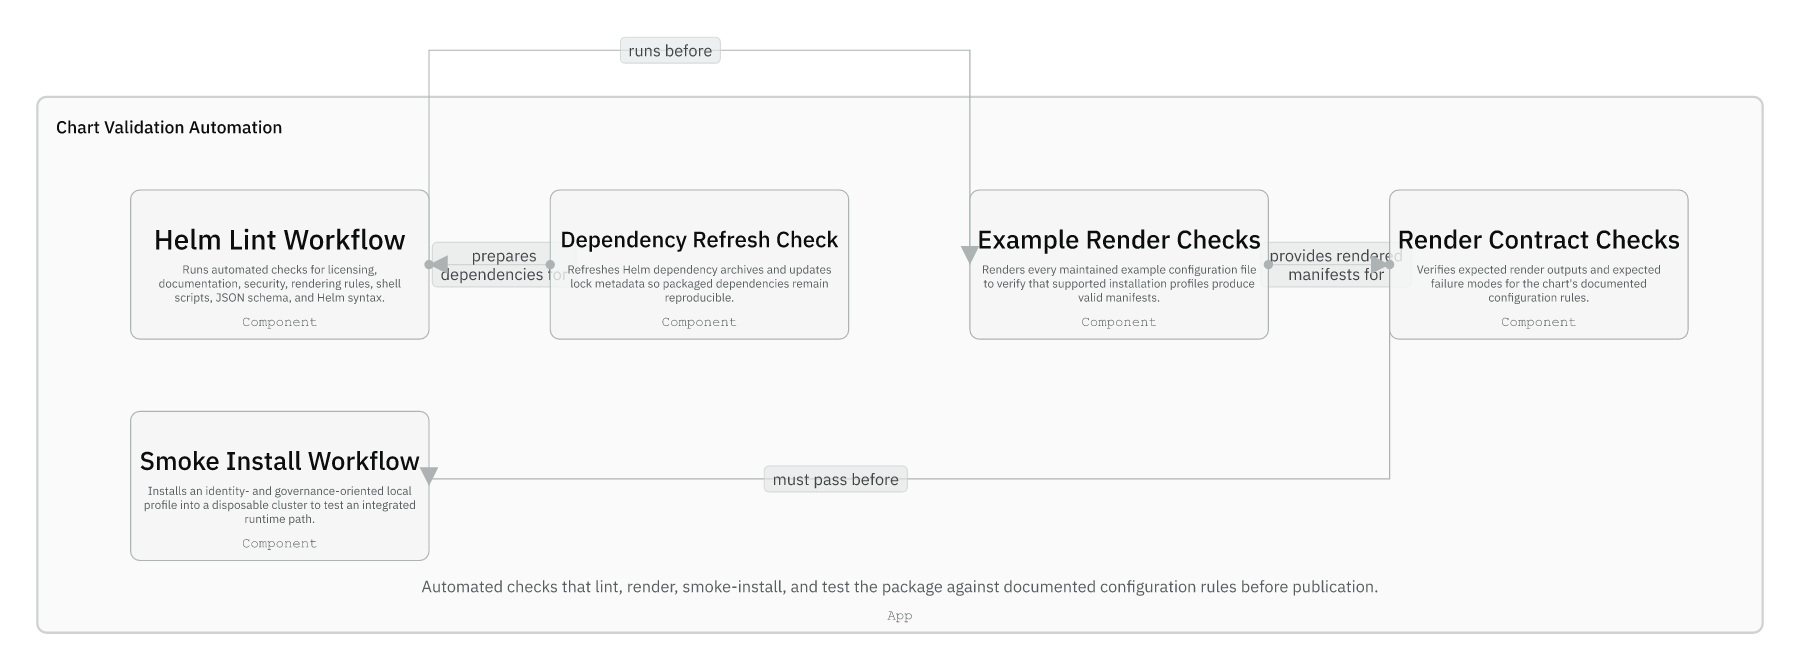 runs before
Chart Validation Automation
Helm Lint Workflow
Runs automated checks for licensing,
documentation, security, rendering rules, shell
scripts, JSON schema, and Helm syntax.
Component
prepares
dependencies for
Dependency Refresh Check
Refreshes Helm dependency archives and updates
lock metadata so packaged dependencies remain
reproducible.
Component
Example Render Checks
Renders every maintained example configuration file
to verify that supported installation profiles produce
valid manifests.
Component
provides rendered
manifests for
Render Contract Checks
Verifies expected render outputs and expected
failure modes for the chart's documented
configuration rules.
Component
Smoke Install Workflow
Installs an identity- and governance-oriented local
profile into a disposable cluster to test an integrated
runtime path.
Component
must pass before
Automated checks that lint, render, smoke-install, and test the package against documented configuration rules before publication.
App